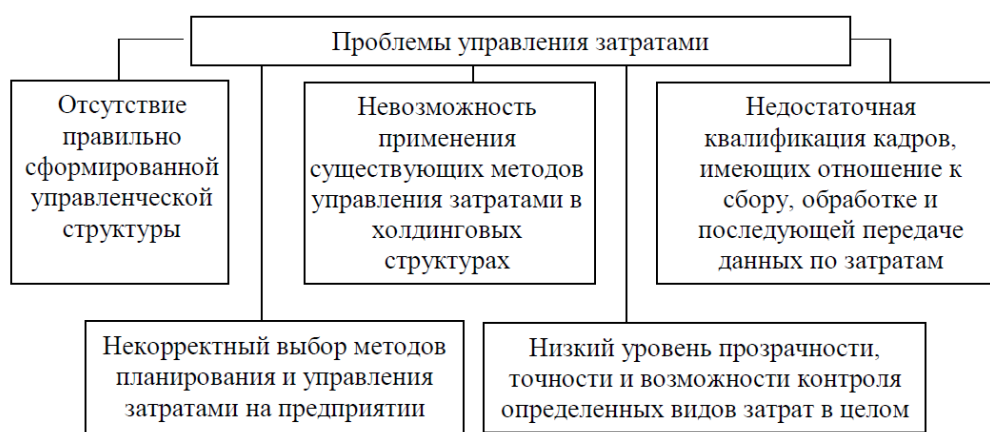 Проблемы управления затратами
Отсутствие
правильно
сформированной
управленческой
структуры
Невозможность
применения
существующих методов
управления затратами в
холдинговых
структурах
Недостаточная
квалификация кадров,
имеющих отношение к
сбору, обработке и
последующей передаче
данных по затратам
Некорректный выбор методов
планирования и управления
затратами на предприятии
Низкий уровень прозрачности,
точности и возможности контроля
определенных видов затрат в целом